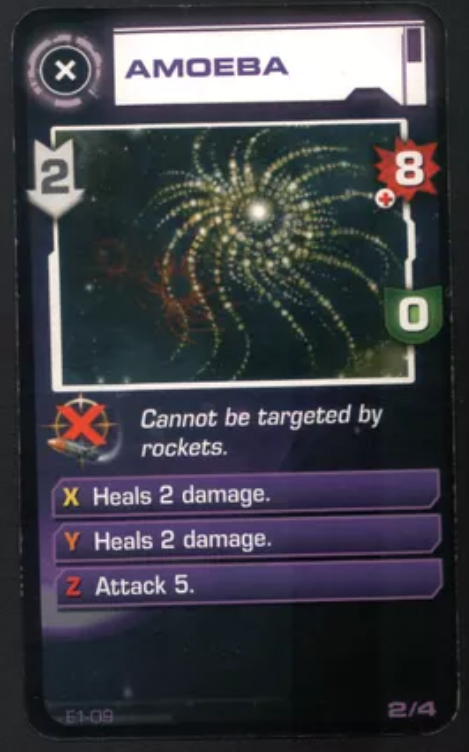 AMOEBA
2
8
0
Cannot be targeted by
rockets.
X Heals 2 damage.
Y Heals 2 damage.
Z Attack 5.
E1-09
2/4